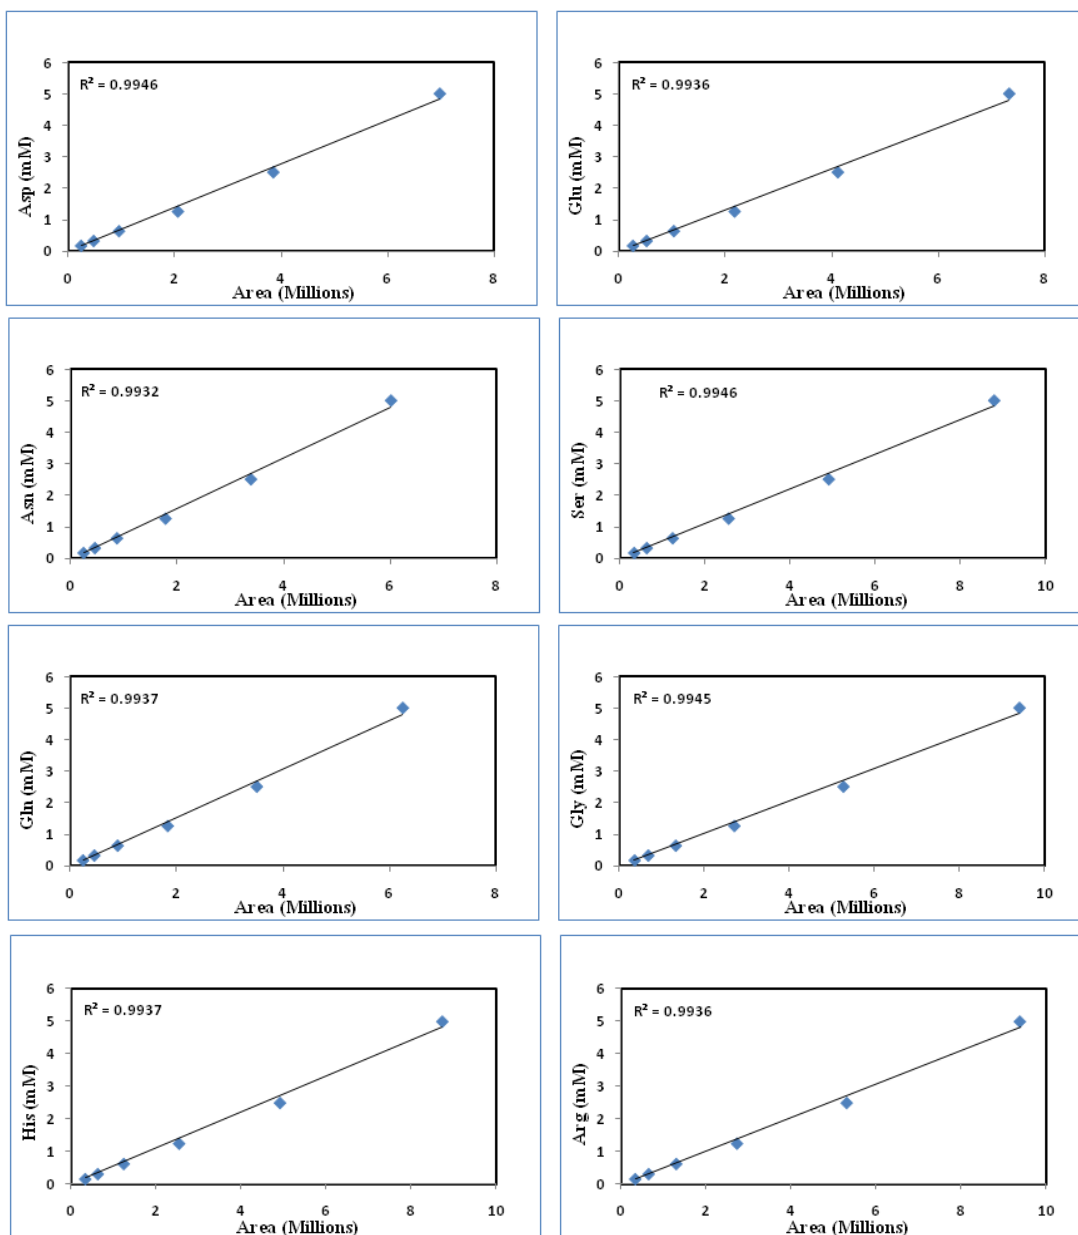 R² = 0.9946
Asp (mM)
6
5
4
3
2
1
0
0 2 4 6 8
Area (Millions)
R² = 0.9936
Glu (mM)
6
5
4
3
2
1
0
0 2 4 6 8
Area (Millions)
R² = 0.9932
Asn (mM)
6
5
4
3
2
1
0
0 2 4 6 8
Area (Millions)
R² = 0.9946
Ser (mM)
6
5
4
3
2
1
0
0 2 4 6 8 10
Area (Millions)
R² = 0.9937
Gln (mM)
6
5
4
3
2
1
0
0 2 4 6 8
Area (Millions)
R² = 0.9945
Gly (mM)
6
5
4
3
2
1
0
0 2 4 6 8 10
Area (Millions)
R² = 0.9937
His (mM)
6
5
4
3
2
1
0
0 2 4 6 8 10
Area (Millions)
R² = 0.9936
Arg (mM)
6
5
4
3
2
1
0
0 2 4 6 8 10
Area (Millions)